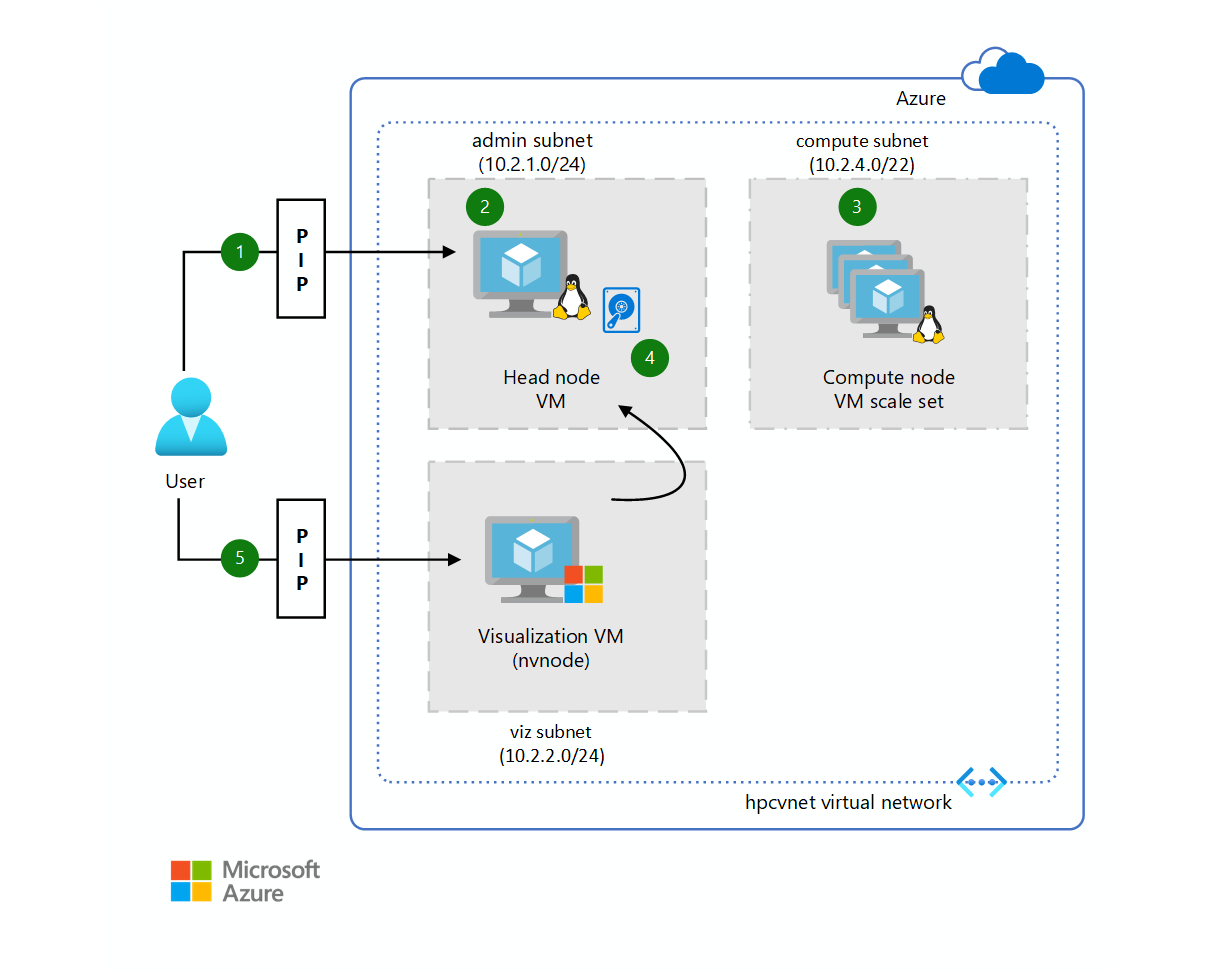 Azure
admin subnet
(10.2.1.0/24)
compute subnet
(10.2.4.0/22)
2
3
1
P
I
P
4
Head node
VM
Compute node
VM scale set
User
5
P
I
P
Visualization VM
(nvnode)
viz subnet
(10.2.2.0/24)
hpcvnet virtual network
Microsoft
Azure